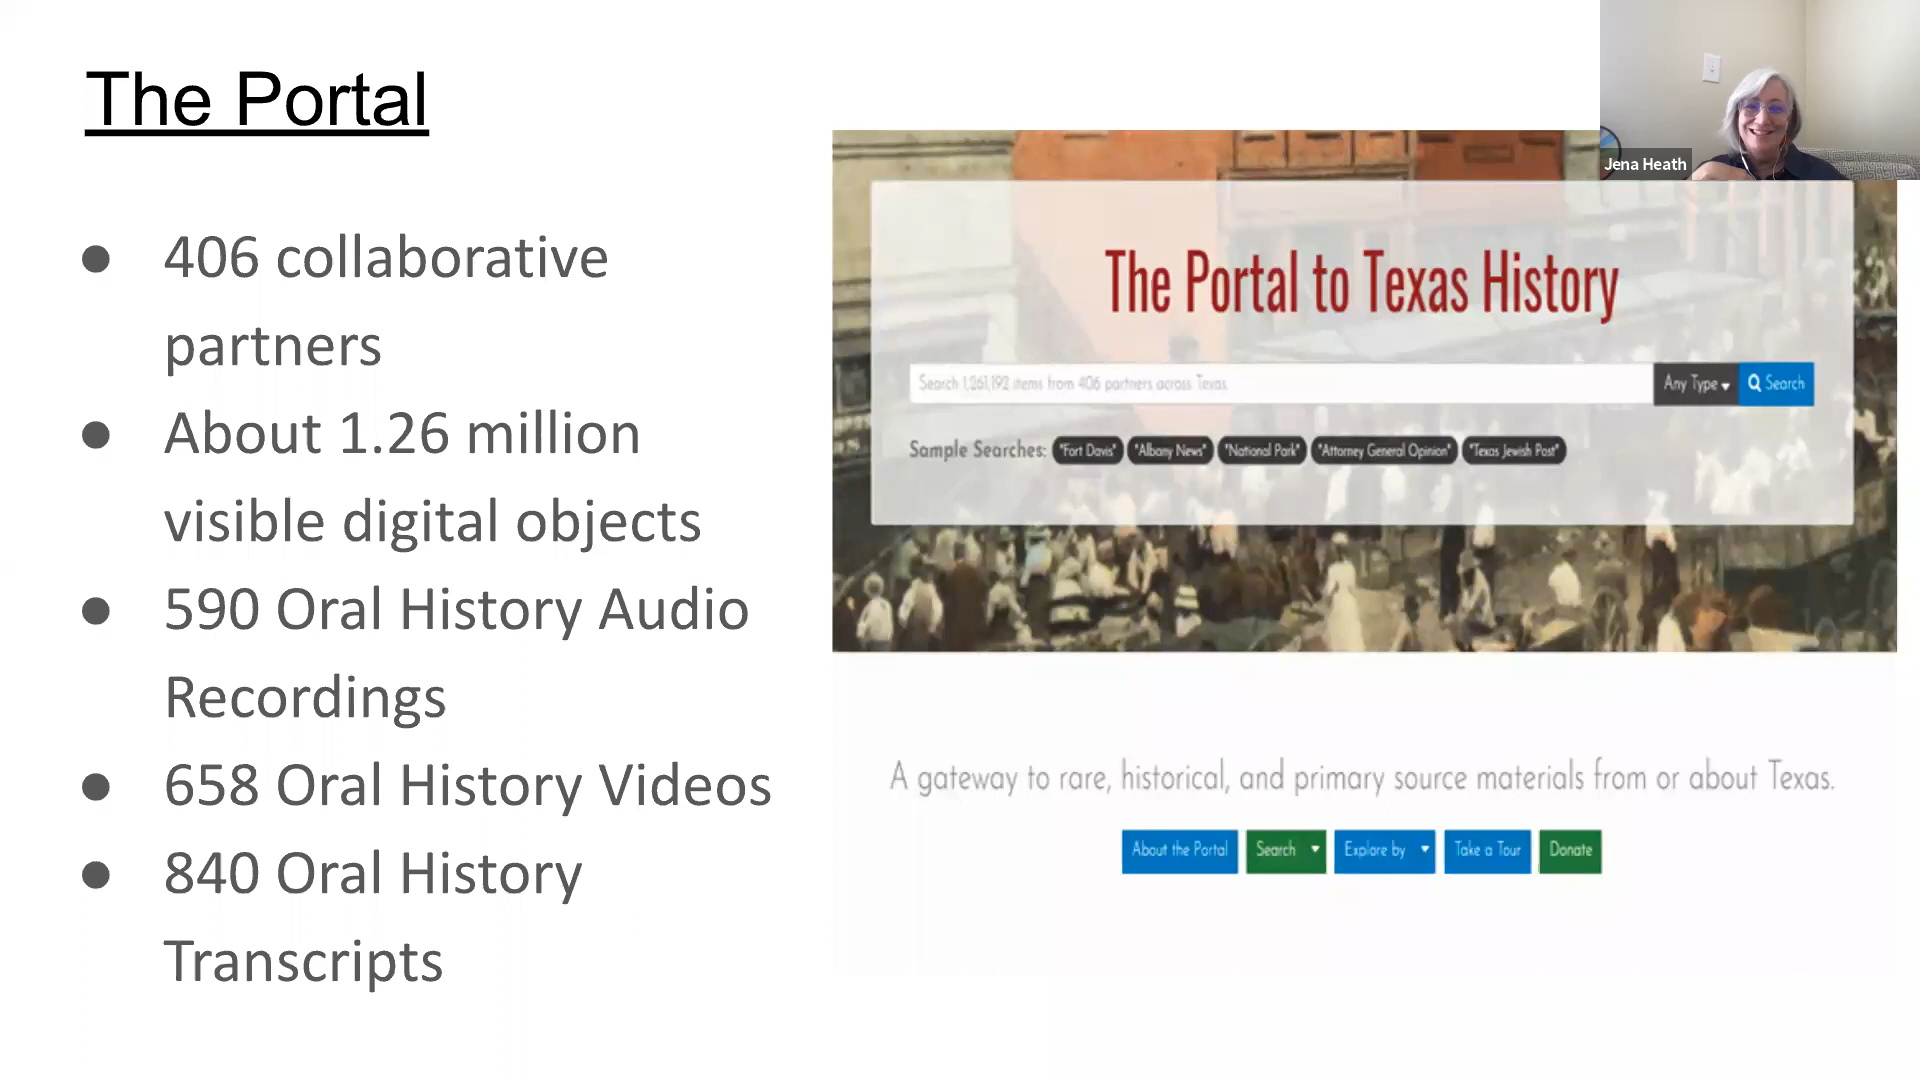 The Portal
● 406 collaborative
partners
● About 1.26 million
visible digital objects
● 590 Oral History Audio
Recordings
● 658 Oral History Videos
● 840 Oral History
Transcripts
Jena Heath
The Portal to Texas History
Search 1,261,192 items from 406 partners across Texas.
Any Type
Search
Sample Searches: "Fort Davis" "Albany News" "National Park" "Attorney General Opinion" "Texas Jewish Post"
A gateway to rare, historical, and primary source materials from or about Texas.
About the Portal Search Explore by Take a Tour Donate